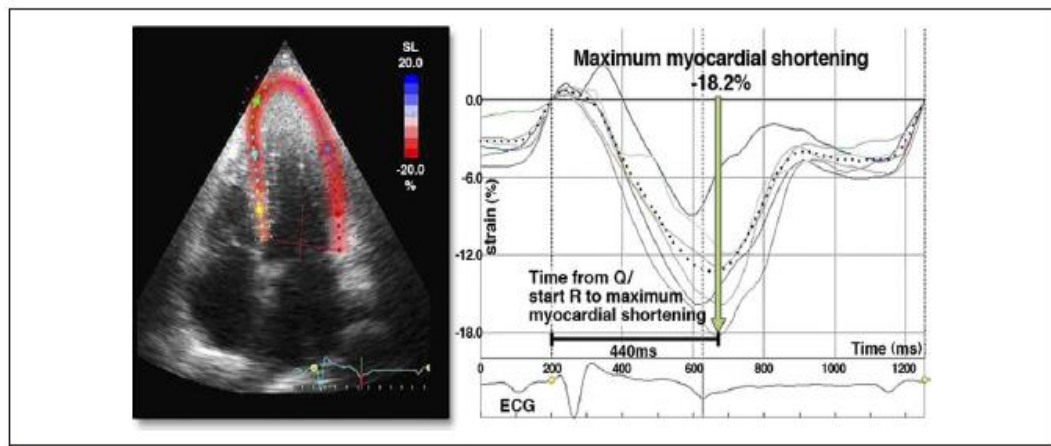 SL
20.0
-20.0
%
Maximum myocardial shortening
-18.2%
0.0
-6.0
-12.0
-18.0
strain (%)
Time from Q/
start R to maximum
myocardial shortening
440ms
Time (ms)
0 200 400 600 800 1000 1200
ECG